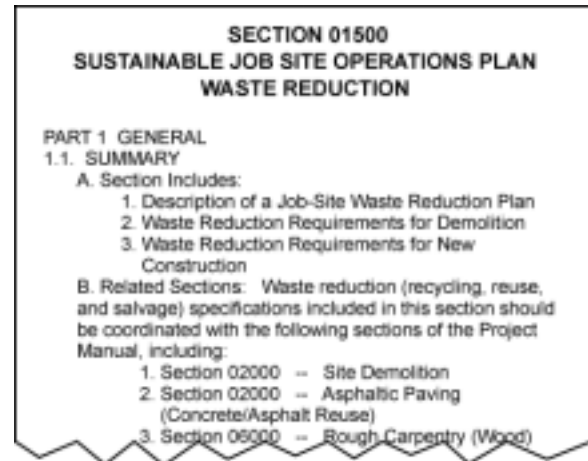 SECTION 01500
SUSTAINABLE JOB SITE OPERATIONS PLAN
WASTE REDUCTION
PART 1 GENERAL
1.1. SUMMARY
A. Section Includes:
1. Description of a Job-Site Waste Reduction Plan
2. Waste Reduction Requirements for Demolition
3. Waste Reduction Requirements for New
Construction
B. Related Sections: Waste reduction (recycling, reuse,
and salvage) specifications included in this section should
be coordinated with the following sections of the Project
Manual, including:
1. Section 02000 -- Site Demolition
2. Section 02000 -- Asphaltic Paving
(Concrete/Asphalt Reuse)
3. Section 06000 -- Rough Carpentry (Wood)